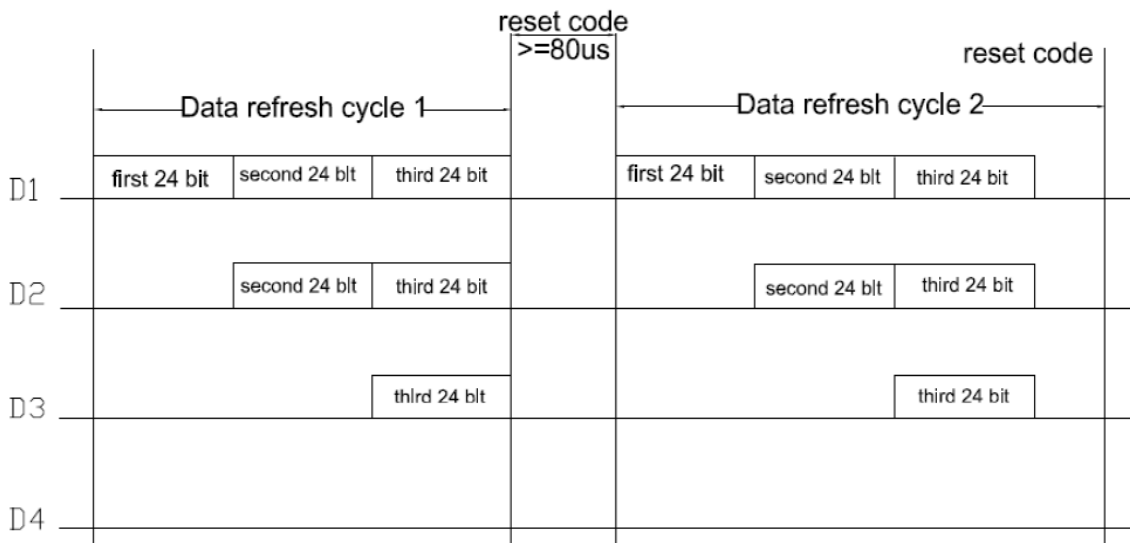 reset code
>=80us
reset code
Data refresh cycle 1
Data refresh cycle 2
D1
first 24 bit
second 24 blt
third 24 bit
first 24 bit
second 24 blt
third 24 bit
D2
second 24 blt
third 24 bit
second 24 blt
third 24 bit
D3
thlrd 24 blt
third 24 bit
D4